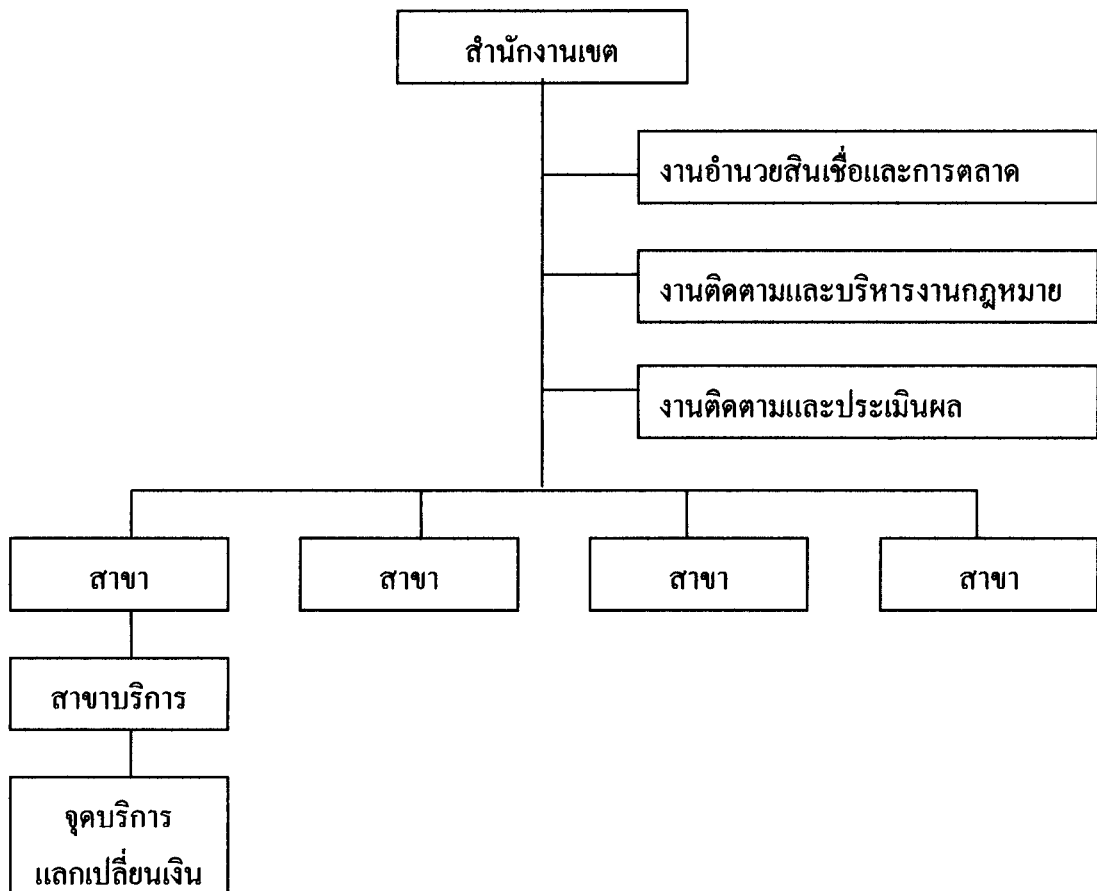 สำนักงานเขต
งานอำนวยสินเชื่อและการตลาด
งานติดตามและบริหารงานกฎหมาย
งานติดตามและประเมินผล
สาขา
สาขา
สาขา
สาขา
สาขาบริการ
จุดบริการ
แลกเปลี่ยนเงิน